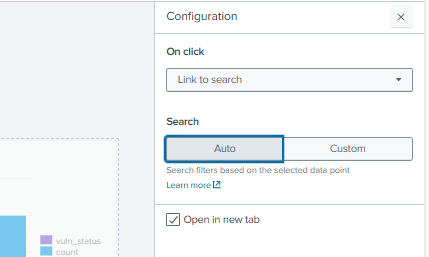 Configuration
On click
Link to search
Search
Auto
Custom
Search filters based on the selected data point
Learn more
Open in new tab
vuln_status
count